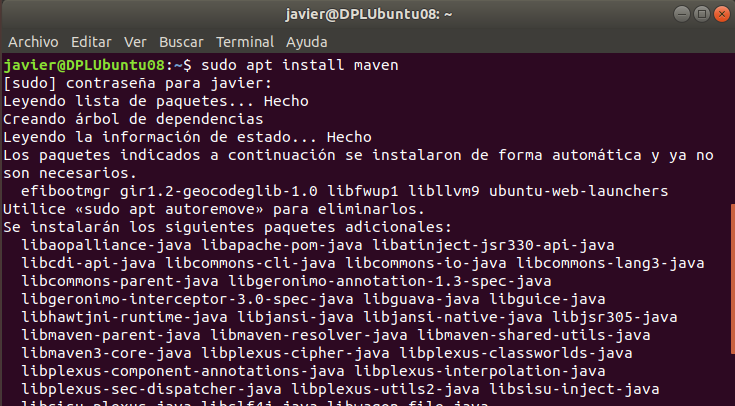 javier@DPLUbuntu08: ~
Archivo Editar Ver Buscar Terminal Ayuda
javier@DPLUbuntu08:~$ sudo apt install maven
[sudo] contraseña para javier:
Leyendo lista de paquetes... Hecho
Creando árbol de dependencias
Leyendo la información de estado... Hecho
Los paquetes indicados a continuación se instalaron de forma automática y ya no
son necesarios.
  efibootmgr gir1.2-geocodeglib-1.0 libfwup1 libllvm9 ubuntu-web-launchers
Utilice «sudo apt autoremove» para eliminarlos.
Se instalarán los siguientes paquetes adicionales:
  libaopalliance-java libapache-pom-java libatinject-jsr330-api-java
  libcdi-api-java libcommons-cli-java libcommons-io-java libcommons-lang3-java
  libcommons-parent-java libgeronimo-annotation-1.3-spec-java
  libgeronimo-interceptor-3.0-spec-java libguava-java libguice-java
  libhawtjni-runtime-java libjansi-java libjansi-native-java libjsr305-java
  libmaven-parent-java libmaven-resolver-java libmaven-shared-utils-java
  libmaven3-core-java libplexus-cipher-java libplexus-classworlds-java
  libplexus-component-annotations-java libplexus-interpolation-java
  libplexus-sec-dispatcher-java libplexus-utils2-java libsisu-inject-java
  libsisu-plexus-java libslf4j-java libwagon-file-java